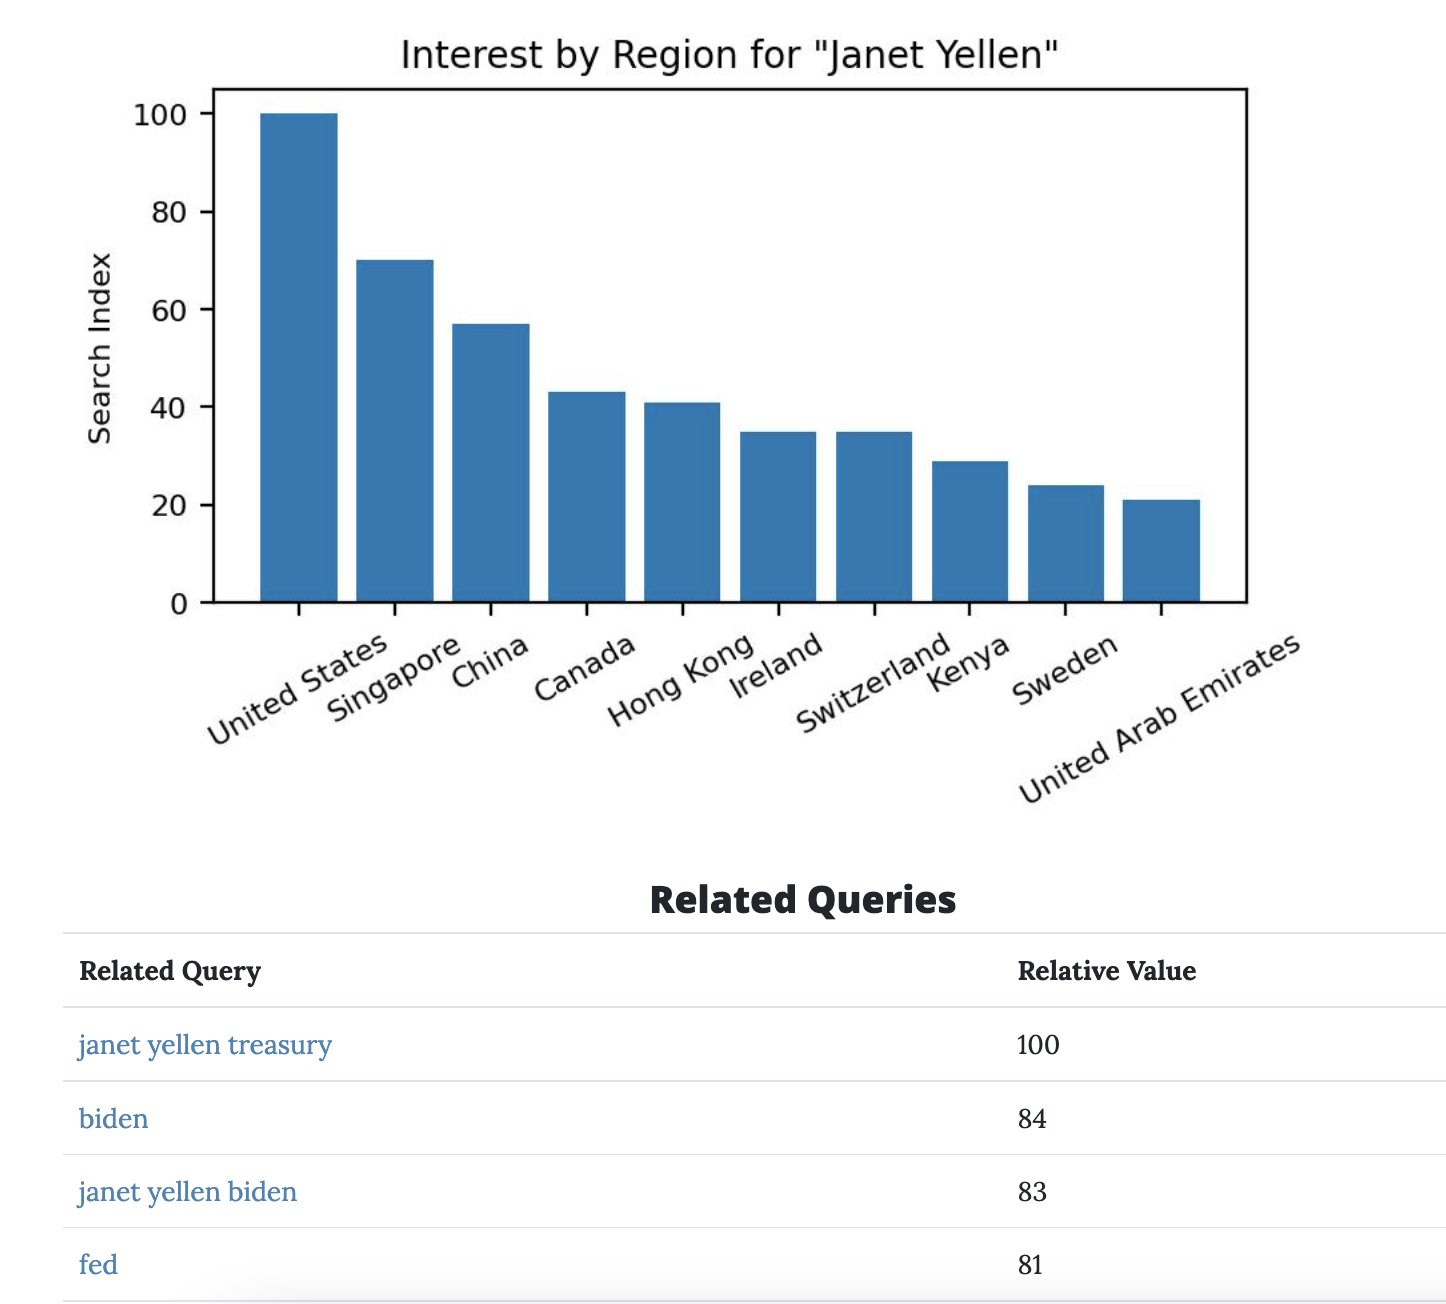 Interest by Region for "Janet Yellen"
100
80
60
40
20
0
Search Index
United States
Singapore
China
Canada
Hong Kong
Ireland
Switzerland
Kenya
Sweden
United Arab Emirates
Related Queries
Related Query Relative Value
janet yellen treasury 100
biden 84
janet yellen biden 83
fed 81